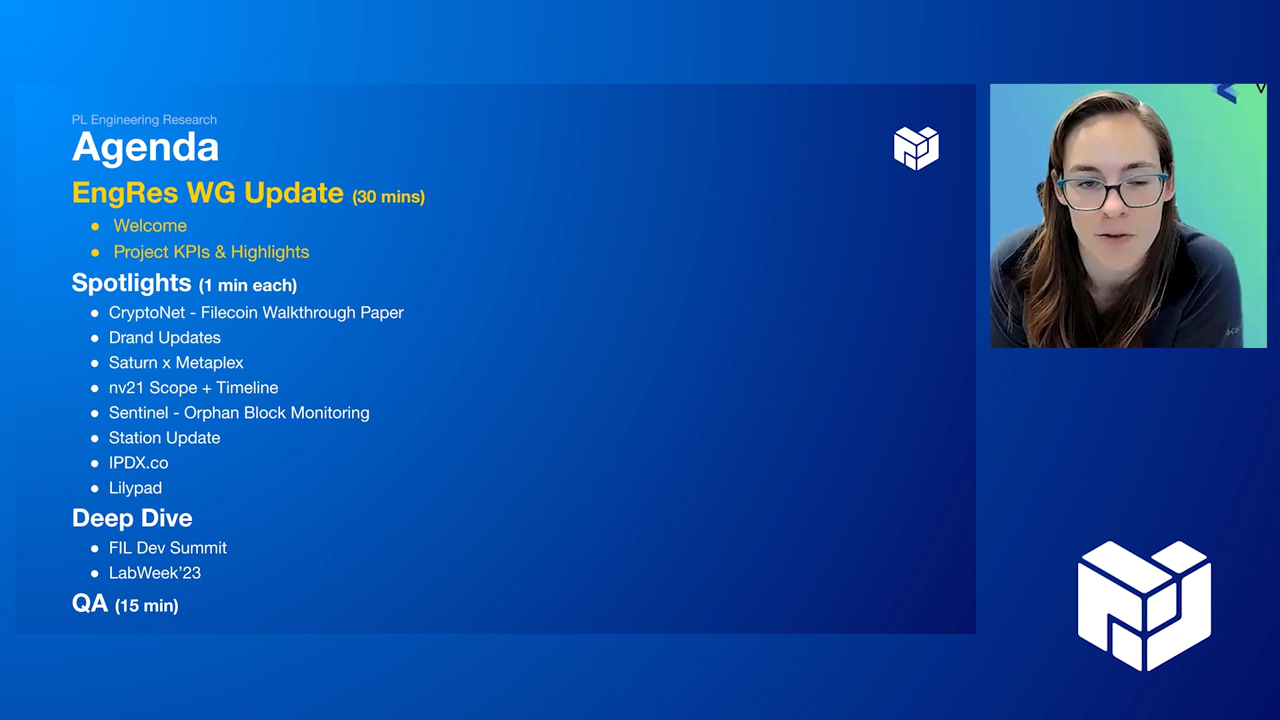 PL Engineering Research
Agenda
EngRes WG Update (30 mins)
● Welcome
● Project KPIs & Highlights
Spotlights (1 min each)
● CryptoNet - Filecoin Walkthrough Paper
● Drand Updates
● Saturn x Metaplex
● nv21 Scope + Timeline
● Sentinel - Orphan Block Monitoring
● Station Update
● IPDX.co
● Lilypad
Deep Dive
● FIL Dev Summit
● LabWeek’23
QA (15 min)